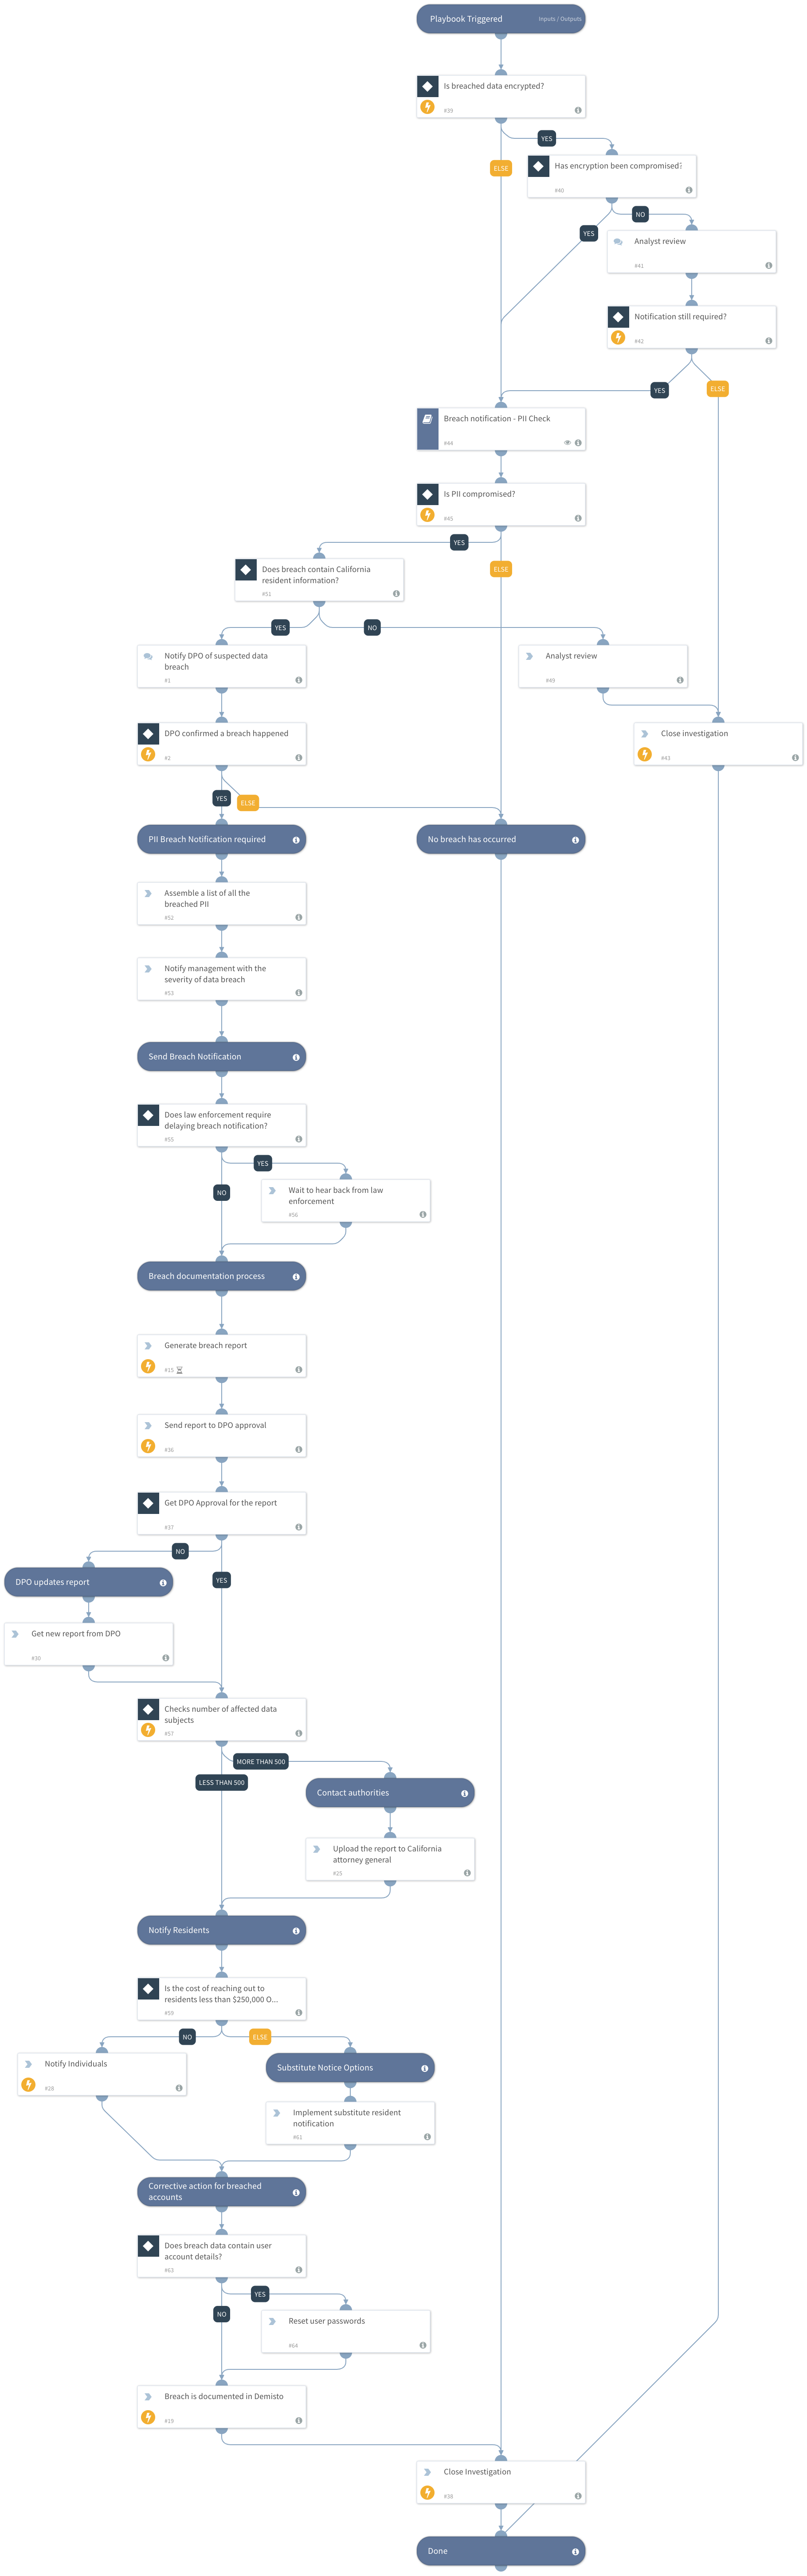 Playbook Triggered
Inputs / Outputs
Is breached data encrypted?
#39
YES
ELSE
Has encryption been compromised?
#40
NO
YES
Analyst review
#41
Notification still required?
#42
YES
ELSE
Breach notification - PII Check
#44
Is PII compromised?
#45
YES
ELSE
Does breach contain California
resident information?
#51
YES
NO
Notify DPO of suspected data
breach
#1
Analyst review
#49
DPO confirmed a breach happened
#2
Close investigation
#43
YES
ELSE
PII Breach Notification required
No breach has occurred
Assemble a list of all the
breached PII
#52
Notify management with the
severity of data breach
#53
Send Breach Notification
Does law enforcement require
delaying breach notification?
#55
YES
NO
Wait to hear back from law
enforcement
#56
Breach documentation process
Generate breach report
#15
Send report to DPO approval
#36
Get DPO Approval for the report
#37
NO
YES
DPO updates report
Get new report from DPO
#30
Checks number of affected data
subjects
#57
MORE THAN 500
LESS THAN 500
Contact authorities
Upload the report to California
attorney general
#25
Notify Residents
Is the cost of reaching out to
residents less than $250,000 O...
#59
NO
ELSE
Notify Individuals
#28
Substitute Notice Options
Implement substitute resident
notification
#61
Corrective action for breached
accounts
Does breach data contain user
account details?
#63
YES
NO
Reset user passwords
#64
Breach is documented in Demisto
#19
Close Investigation
#38
Done